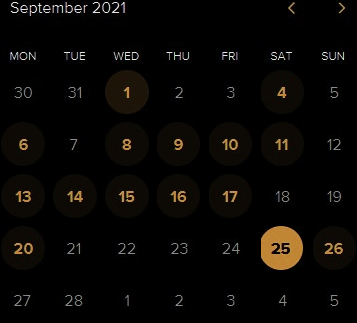 September 2021 < >
MON TUE WED THU FRI SAT SUN
30 31 1 2 3 4 5
6 7 8 9 10 11 12
13 14 15 16 17 18 19
20 21 22 23 24 25 26
27 28 1 2 3 4 5